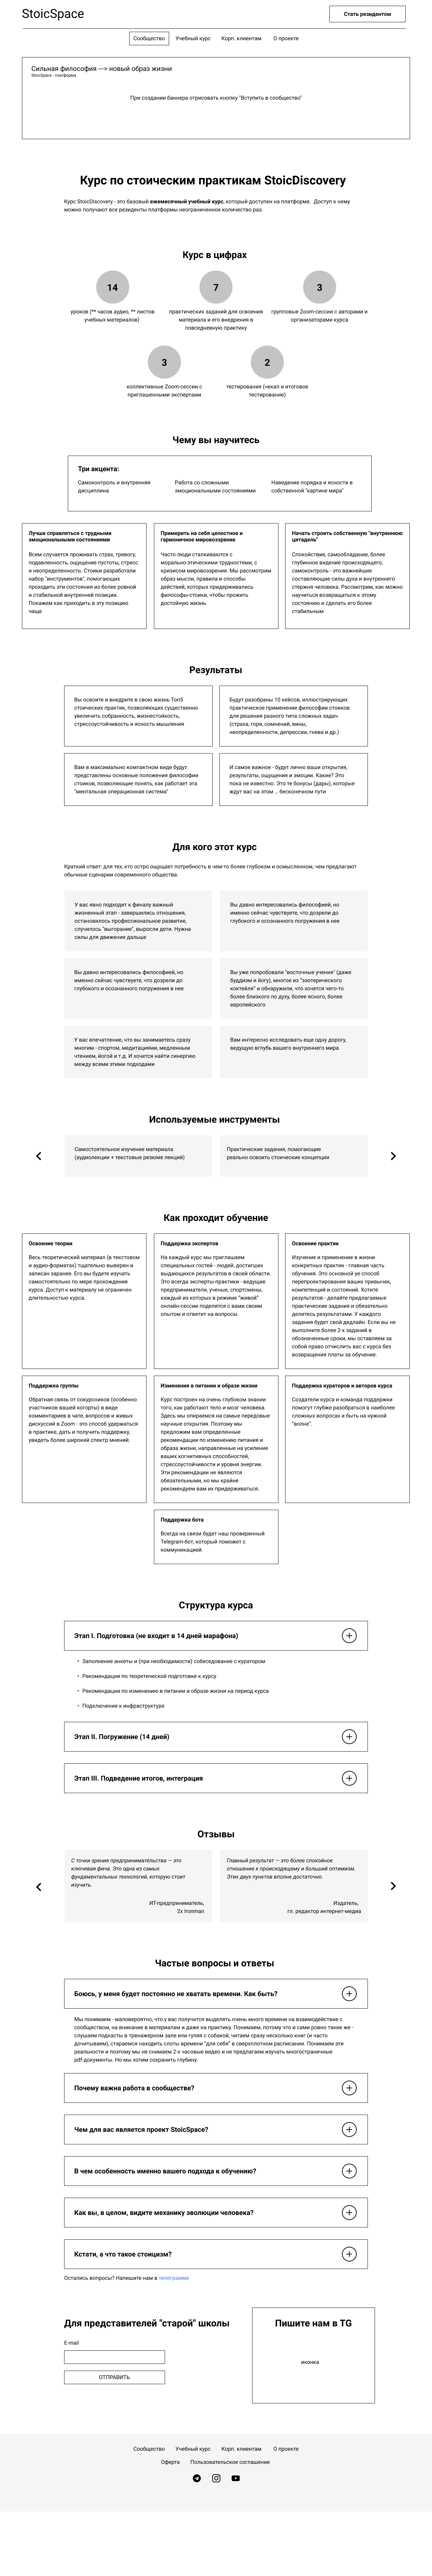 StoicSpace
Стать резидентом
Сообщество Учебный курс Корп. клиентам О проекте
Сильная философия ---> новый образ жизни
StoicSpace - платформа
При создании баннера отрисовать кнопку "Вступить в сообщество"
Курс по стоическим практикам StoicDiscovery
Курс StoicDiscovery - это базовый ежемесячный учебный курс, который доступен на платформе. Доступ к нему
можно получают все резиденты платформы неограниченное количество раз.
Курс в цифрах
14
уроков (** часов аудио, ** листов
учебных материалов)
7
практических заданий для освоения
материала и его внедрения в
повседневную практику
3
групповые Zoom-сессии с авторами и
организаторами курса
3
коллективные Zoom-сессии с
приглашенными экспертами
2
тестирования (чекап и итоговое
тестирование)
Чему вы научитесь
Три акцента:
Самоконтроль и внутренняя
дисциплина
Работа со сложными
эмоциональными состояниями
Наведение порядка и ясности в
собственной "картине мира"
Лучше справляться с трудными
эмоциональными состояниями
Всем случается проживать страх, тревогу,
подавленность, ощущение пустоты, стресс
и неопределенность. Стоики разработали
набор "инструментов", помогающих
проходить эти состояния из более ровной
и стабильной внутренней позиции.
Покажем как приходить в эту позицию
чаще
Примерить на себя целостное и
гармоничное мировоззрение
Часто люди сталкиваются с
морально-этическими трудностями, с
кризисом мировоззрения. Мы рассмотрим
образ мысли, правила и способы
действий, которых придерживались
философы-стоики, чтобы прожить
достойную жизнь.
Начать строить собственную "внутреннюю
цитадель"
Спокойствие, самообладание, более
глубинное видение происходящего,
самоконтроль - это важнейшие
составляющие силы духа и внутреннего
стержня человека. Рассмотрим, как можно
научиться возвращаться к этому
состоянию и сделать его более
стабильным
Результаты
Вы освоите и внедрите в свою жизнь Топ5
стоических практик, позволяющих существенно
увеличить собранность, жизнестойкость,
стрессоустойчивость и ясность мышления
Будут разобраны 10 кейсов, иллюстрирующих
практическое применение философии стоиков
для решения разного типа сложных задач
(страха, горя, сомнений, вины,
неопределенности, депрессии, гнева и др.)
Вам в максимально компактном виде будут
представлены основные положения философии
стоиков, позволяющие понять, как работает эта
"ментальная операционная система"
И самое важное - будут лично ваши открытия,
результаты, ощущения и эмоции. Какие? Это
пока не известно. Это те бонусы (дары), которые
ждут вас на этом … бесконечном пути
Для кого этот курс
Краткий ответ: для тех, кто остро ощущает потребность в чем-то более глубоком и осмысленном, чем предлагают
обычные сценарии современного общества.
У вас явно подходит к финалу важный
жизненный этап - завершились отношения,
остановилось профессиональное развитие,
случилось "выгорание", выросли дети. Нужна
силы для движения дальше
Вы давно интересовались философией, но
именно сейчас чувствуете, что дозрели до
глубокого и осознанного погружения в нее
Вы давно интересовались философией, но
именно сейчас чувствуете, что дозрели до
глубокого и осознанного погружения в нее
Вы уже попробовали "восточные учения" (даже
буддизм и йогу), многое из "эзотерического
коктейля" и обнаружили, что хочется чего-то
более близкого по духу, более ясного, более
европейского
У вас впечатление, что вы занимаетесь сразу
многим - спортом, медитациями, медленным
чтением, йогой и т.д. И хочется найти синергию
между всеми этими подходами
Вам интересно исследовать еще одну дорогу,
ведущую вглубь вашего внутреннего мира
Используемые инструменты
Самостоятельное изучение материала
(аудиолекции + текстовые резюме лекций)
Практические задания, помогающие
реально освоить стоические концепции
Как проходит обучение
Освоение теории
Весь теоретический материал (в текстовом
и аудио-форматах) тщательно выверен и
записан заранее. Его вы будете изучать
самостоятельно по мере прохождения
курса. Доступ к материалу не ограничен
длительностью курса.
Поддержка экспертов
На каждый курс мы приглашаем
специальных гостей - людей, достигших
выдающихся результатов в своей области.
Это всегда эксперты-практики - ведущие
предприниматели, ученые, спортсмены,
каждый из которых в режиме "живой"
онлайн-сессии поделятся с вами своим
опытом и ответит на вопросы.
Освоение практик
Изучение и применение в жизни
конкретных практик - главная часть
обучения. Это основной уе способ
перепроектирования ваших привычек,
компетенций и состояний. Хотите
результатов - делайте предлагаемые
практические задания и обязательно
делитесь результатами. У каждого
задания будет свой дедлайн. Если вы не
выполните более 2-х заданий в
обозначенные сроки, мы оставляем за
собой право отчислить вас с курса без
возвращения платы за обучение.
Поддержка группы
Обратная связь от сокурсников (особенно
участников вашей когорты) в виде
комментариев в чате, вопросов и живых
дискуссий в Zoom - это способ удержаться
в практике, дать и получить поддержку,
увидеть более широкий спектр мнений.
Изменения в питании и образе жизни
Курс построен на очень глубоком знании
того, как работают тело и мозг человека.
Здесь мы опираемся на самые передовые
научные открытия. Поэтому мы
предложим вам определенные
рекомендации по изменению питания и
образа жизни, направленные на усиление
ваших когнитивных способностей,
стрессоустойчивости и уровня энергии.
Эти рекомендации не являются
обязательными, но мы крайне
рекомендуем вам их придерживаться.
Поддержка кураторов и авторов курса
Создатели курса и команда поддержки
помогут глубже разобраться в наиболее
сложных вопросах и быть на нужной
"волне".
Поддержка бота
Всегда на связи будет наш проверенный
Telegram-бот, который поможет с
коммуникацией.
Структура курса
Этап I. Подготовка (не входит в 14 дней марафона)
• Заполнение анкеты и (при необходимости) собеседование с куратором
• Рекомендации по теоретической подготовке к курсу
• Рекомендации по изменению в питании и образе жизни на период курса
• Подключение к инфраструктуре
Этап II. Погружение (14 дней)
Этап III. Подведение итогов, интеграция
Отзывы
С точки зрения предпринимательства — это
ключевая фича. Это одна из самых
фундаментальных технологий, которую стоит
изучить.
ИТ-предприниматель,
2x Ironman
Главный результат — это более спокойное
отношение к происходящему и больший оптимизм.
Этих двух пунктов вполне достаточно.
Издатель,
гл. редактор интернет-медиа
Частые вопросы и ответы
Боюсь, у меня будет постоянно не хватать времени. Как быть?
Мы понимаем - маловероятно, что у вас получится выделять очень много времени на взаимодействие с
сообществом, на вникание в материалам и даже на практику. Понимаем, потому что и сами ровно такие же -
слушаем подкасты в тренажерном зале или гуляя с собакой, читаем сразу несколько книг (и часто
дочитываем), стараемся находить слоты времени "для себя" в сверхплотном расписании. Понимаем эти
реальности и поэтому мы не снимаем 2-х часовые видео и не предлагаем изучать многостраничные
pdf-документы. Но мы хотим сохранить глубину.
Почему важна работа в сообществе?
Чем для вас является проект StoicSpace?
В чем особенность именно вашего подхода к обучению?
Как вы, в целом, видите механику эволюции человека?
Кстати, а что такое стоицизм?
Остались вопросы? Напишите нам в телеграмме
Для представителей "старой" школы
E-mail
ОТПРАВИТЬ
Пишите нам в TG
иконка
Сообщество Учебный курс Корп. клиентам О проекте
Оферта Пользовательское соглашение